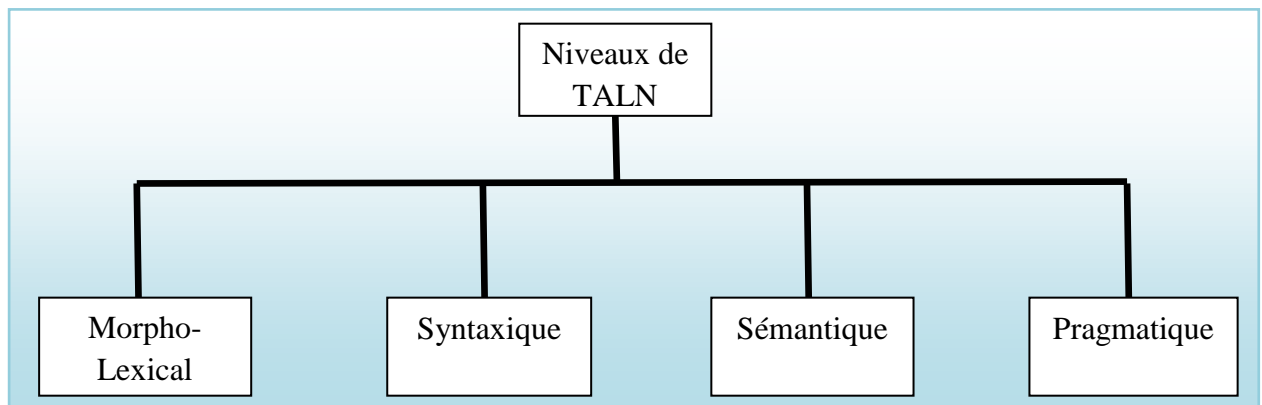 Niveaux de
TALN
Morpho-
Lexical
Syntaxique
Sémantique
Pragmatique